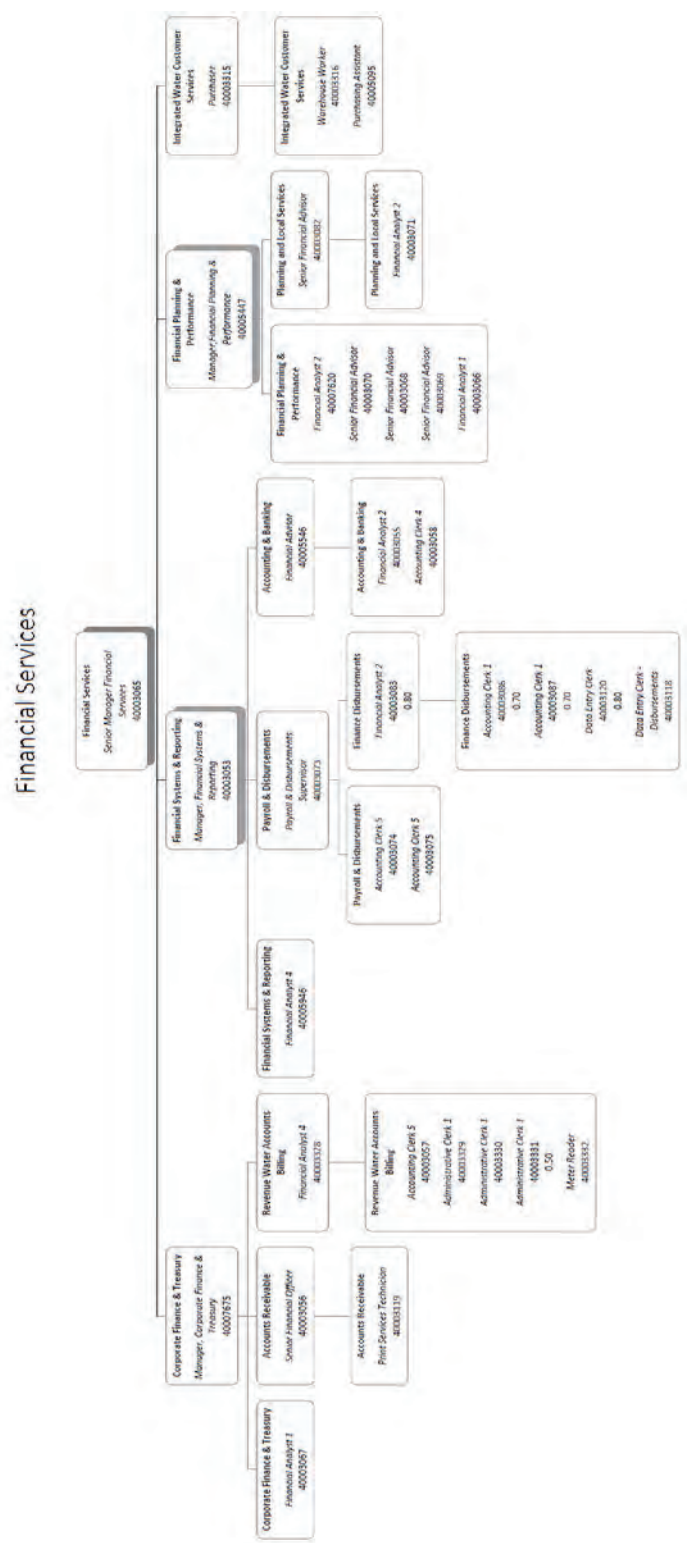 Financial Services
Financial Services
Senior Manager Financial
Services
40003065
Corporate Finance & Treasury
Manager, Corporate Finance &
Treasury
40007675
Corporate Finance & Treasury
Financial Analyst 1
40003067
Accounts Receivable
Senior Financial Officer
40003056
Accounts Receivable
Print Services Technician
40003119
Revenue Water Accounts
Billing
Financial Analyst 4
40003328
Revenue Water Accounts
Billing
Accounting Clerk 5
40003057
Administrative Clerk 1
40003329
Administrative Clerk 1
40003330
Administrative Clerk 1
40003331
0.50
Meter Reader
40003332
Financial Systems & Reporting
Manager, Financial Systems &
Reporting
40003053
Financial Systems & Reporting
Financial Analyst 4
40005946
Payroll & Disbursements
Payroll & Disbursements
Supervisor
40003073
Payroll & Disbursements
Accounting Clerk 5
40003074
Accounting Clerk 5
40003075
Finance Disbursements
Financial Analyst 2
40003083
0.80
Finance Disbursements
Accounting Clerk 1
40003086
0.70
Accounting Clerk 1
40003087
0.70
Data Entry Clerk
40003120
0.80
Data Entry Clerk -
Disbursements
40003118
Accounting & Banking
Financial Advisor
40005546
Accounting & Banking
Financial Analyst 2
40003055
Accounting Clerk 4
40003058
Financial Planning &
Performance
Manager,Financial Planning &
Performance
40005447
Financial Planning &
Performance
Financial Analyst 2
40007620
Senior Financial Advisor
40003070
Senior Financial Advisor
40003068
Senior Financial Advisor
40003069
Financial Analyst 1
40003066
Planning and Local Services
Senior Financial Advisor
40003082
Planning and Local Services
Financial Analyst 2
40003071
Integrated Water Customer
Services
Purchaser
40003315
Integrated Water Customer
Services
Warehouse Worker
40003316
Purchasing Assistant
40005095